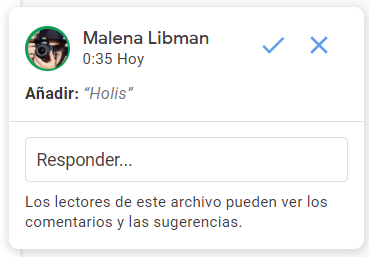 Malena Libman
0:35 Hoy
Añadir: “Holis”
Responder...
Los lectores de este archivo pueden ver los
comentarios y las sugerencias.